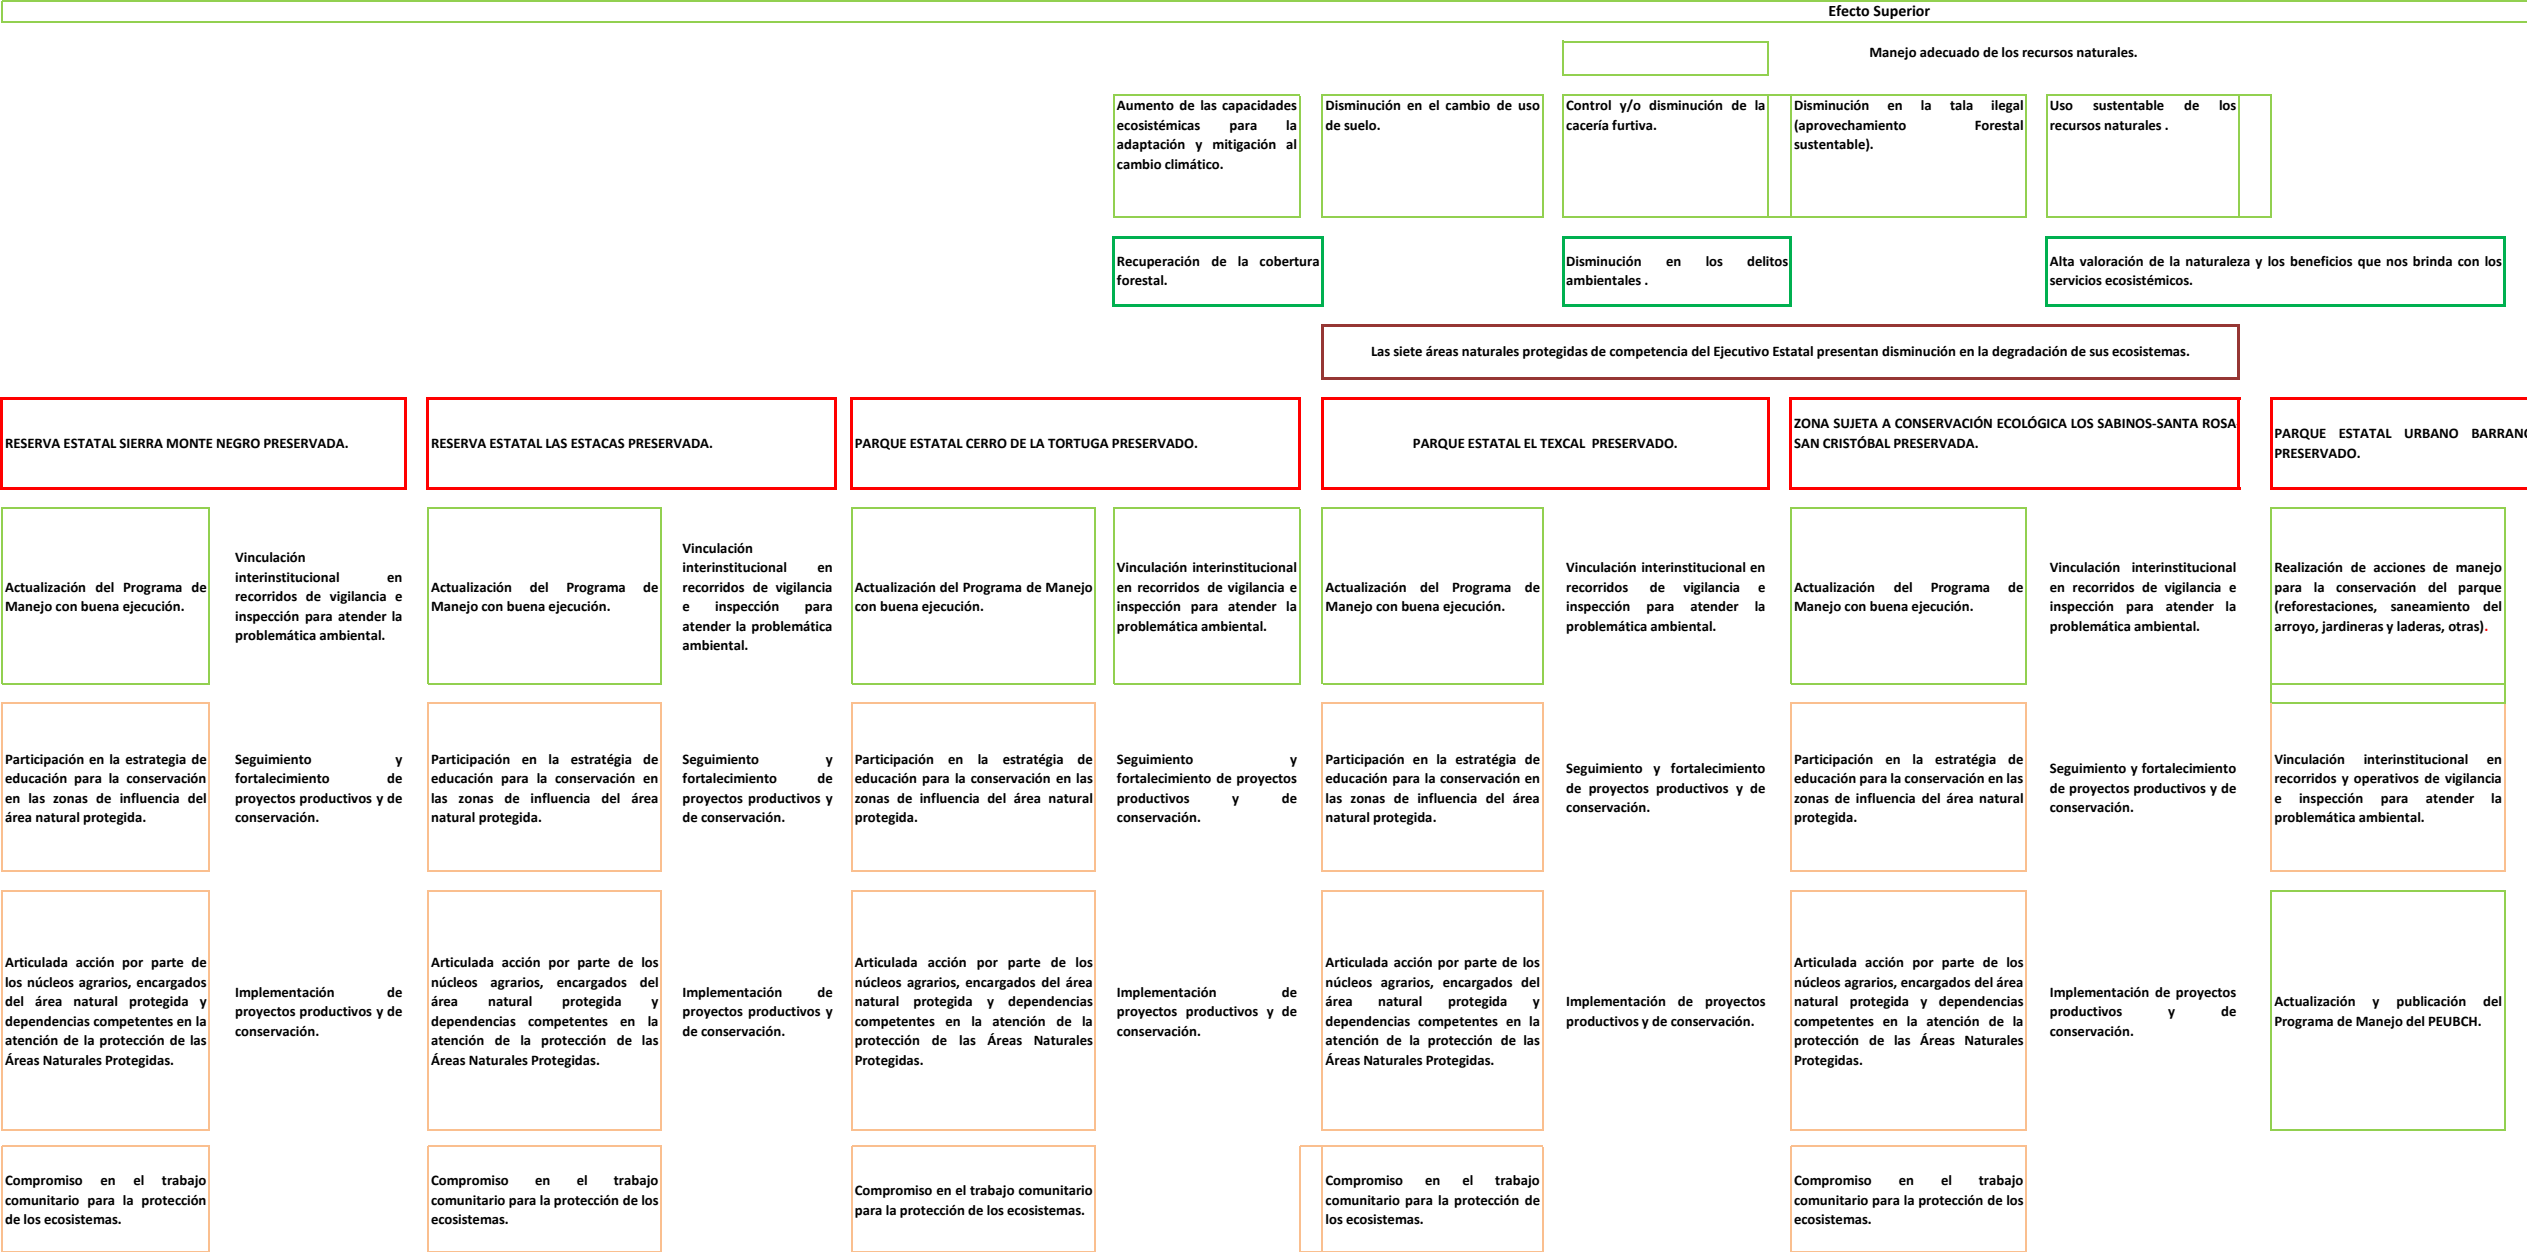 Efecto Superior
Manejo adecuado de los recursos naturales.
Aumento de las capacidades
ecosistémicas para la
adaptación y mitigación al
cambio climático.
Disminución en el cambio de uso
de suelo.
Control y/o disminución de la
cacería furtiva.
Disminución en la tala ilegal
(aprovechamiento Forestal
sustentable).
Uso sustentable de los
recursos naturales .
Recuperación de la cobertura
forestal.
Disminución en los delitos
ambientales .
Alta valoración de la naturaleza y los beneficios que nos brinda con los
servicios ecosistémicos.
Las siete áreas naturales protegidas de competencia del Ejecutivo Estatal presentan disminución en la degradación de sus ecosistemas.
RESERVA ESTATAL SIERRA MONTE NEGRO PRESERVADA.
RESERVA ESTATAL LAS ESTACAS PRESERVADA.
PARQUE ESTATAL CERRO DE LA TORTUGA PRESERVADO.
PARQUE ESTATAL EL TEXCAL PRESERVADO.
ZONA SUJETA A CONSERVACIÓN ECOLÓGICA LOS SABINOS-SANTA ROSA
SAN CRISTÓBAL PRESERVADA.
PARQUE ESTATAL URBANO BARRANC
PRESERVADO.
Actualización del Programa de
Manejo con buena ejecución.
Vinculación
interinstitucional en
recorridos de vigilancia e
inspección para atender la
problemática ambiental.
Actualización del Programa de
Manejo con buena ejecución.
Vinculación
interinstitucional en
recorridos de vigilancia
e inspección para
atender la problemática
ambiental.
Actualización del Programa de Manejo
con buena ejecución.
Vinculación interinstitucional
en recorridos de vigilancia e
inspección para atender la
problemática ambiental.
Actualización del Programa de
Manejo con buena ejecución.
Vinculación interinstitucional en
recorridos de vigilancia e
inspección para atender la
problemática ambiental.
Actualización del Programa de
Manejo con buena ejecución.
Vinculación interinstitucional
en recorridos de vigilancia e
inspección para atender la
problemática ambiental.
Realización de acciones de manejo
para la conservación del parque
(reforestaciones, saneamiento del
arroyo, jardineras y laderas, otras).
Participación en la estrategia de
educación para la conservación
en las zonas de influencia del
área natural protegida.
Seguimiento y
fortalecimiento de
proyectos productivos y de
conservación.
Participación en la estratégia de
educación para la conservación en
las zonas de influencia del área
natural protegida.
Seguimiento y
fortalecimiento de
proyectos productivos y
de conservación.
Participación en la estratégia de
educación para la conservación en las
zonas de influencia del área natural
protegida.
Seguimiento y
fortalecimiento de proyectos
productivos y de
conservación.
Participación en la estratégia de
educación para la conservación en
las zonas de influencia del área
natural protegida.
Seguimiento y fortalecimiento
de proyectos productivos y de
conservación.
Participación en la estratégia de
educación para la conservación en las
zonas de influencia del área natural
protegida.
Seguimiento y fortalecimiento
de proyectos productivos y de
conservación.
Vinculación interinstitucional en
recorridos y operativos de vigilancia
e inspección para atender la
problemática ambiental.
Articulada acción por parte de
los núcleos agrarios, encargados
del área natural protegida y
dependencias competentes en la
atención de la protección de las
Áreas Naturales Protegidas.
Implementación de
proyectos productivos y de
conservación.
Articulada acción por parte de los
núcleos agrarios, encargados del
área natural protegida y
dependencias competentes en la
atención de la protección de las
Áreas Naturales Protegidas.
Implementación de
proyectos productivos y
de conservación.
Articulada acción por parte de los
núcleos agrarios, encargados del área
natural protegida y dependencias
competentes en la atención de la
protección de las Áreas Naturales
Protegidas.
Implementación de
proyectos productivos y de
conservación.
Articulada acción por parte de los
núcleos agrarios, encargados del
área natural protegida y
dependencias competentes en la
atención de la protección de las
Áreas Naturales Protegidas.
Implementación de proyectos
productivos y de conservación.
Articulada acción por parte de los
núcleos agrarios, encargados del área
natural protegida y dependencias
competentes en la atención de la
protección de las Áreas Naturales
Protegidas.
Implementación de proyectos
productivos y de
conservación.
Actualización y publicación del
Programa de Manejo del PEUBCH.
Compromiso en el trabajo
comunitario para la protección
de los ecosistemas.
Compromiso en el trabajo
comunitario para la protección de los
ecosistemas.
Compromiso en el trabajo comunitario
para la protección de los ecosistemas.
Compromiso en el trabajo
comunitario para la protección de
los ecosistemas.
Compromiso en el trabajo
comunitario para la protección de los
ecosistemas.